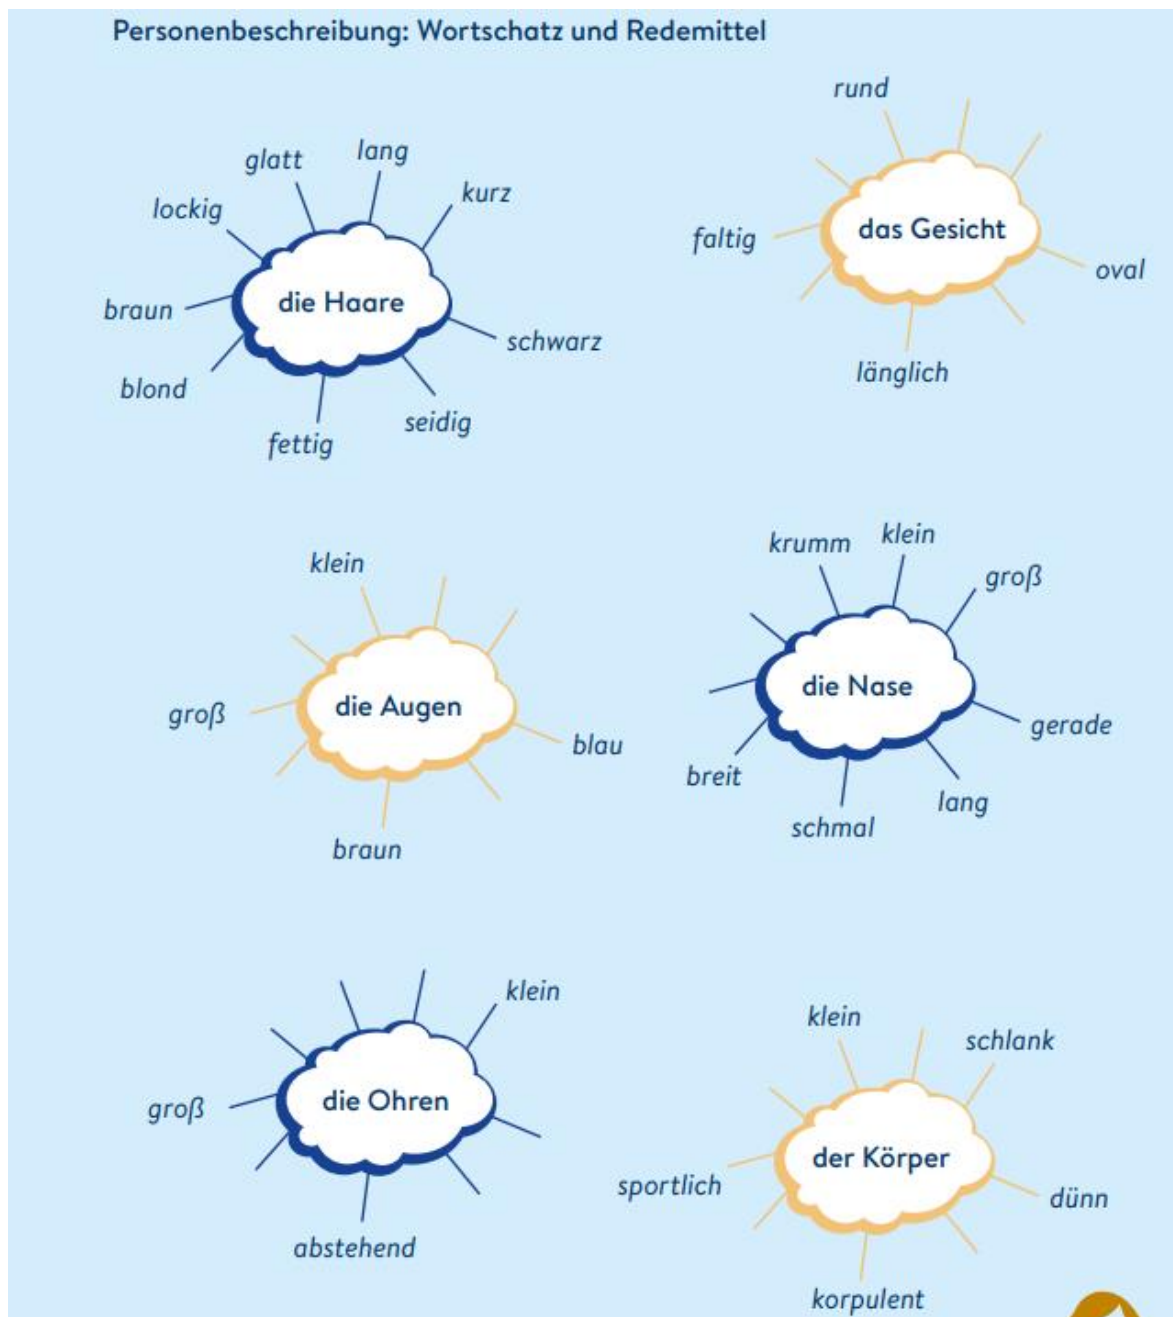 Personenbeschreibung: Wortschatz und Redemittel
glatt
lang
lockig
kurz
braun
die Haare
schwarz
blond
seidig
fettig
rund
faltig
das Gesicht
oval
länglich
klein
groß
die Augen
blau
braun
krumm
klein
groß
die Nase
gerade
breit
lang
schmal
klein
groß
die Ohren
abstehend
klein
schlank
der Körper
sportlich
dünn
korpulent